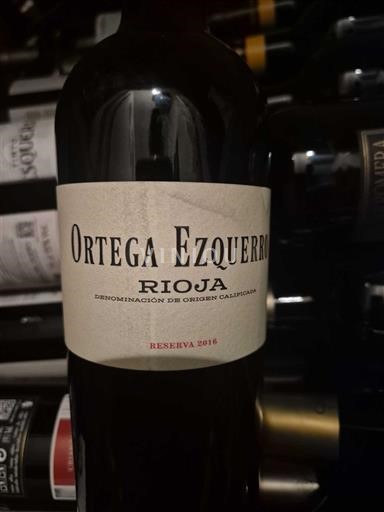 ORTEGA EZQUERRO
RIOJA
DENOMINACIÓN DE ORIGEN CALIFICADA
RESERVA 2016